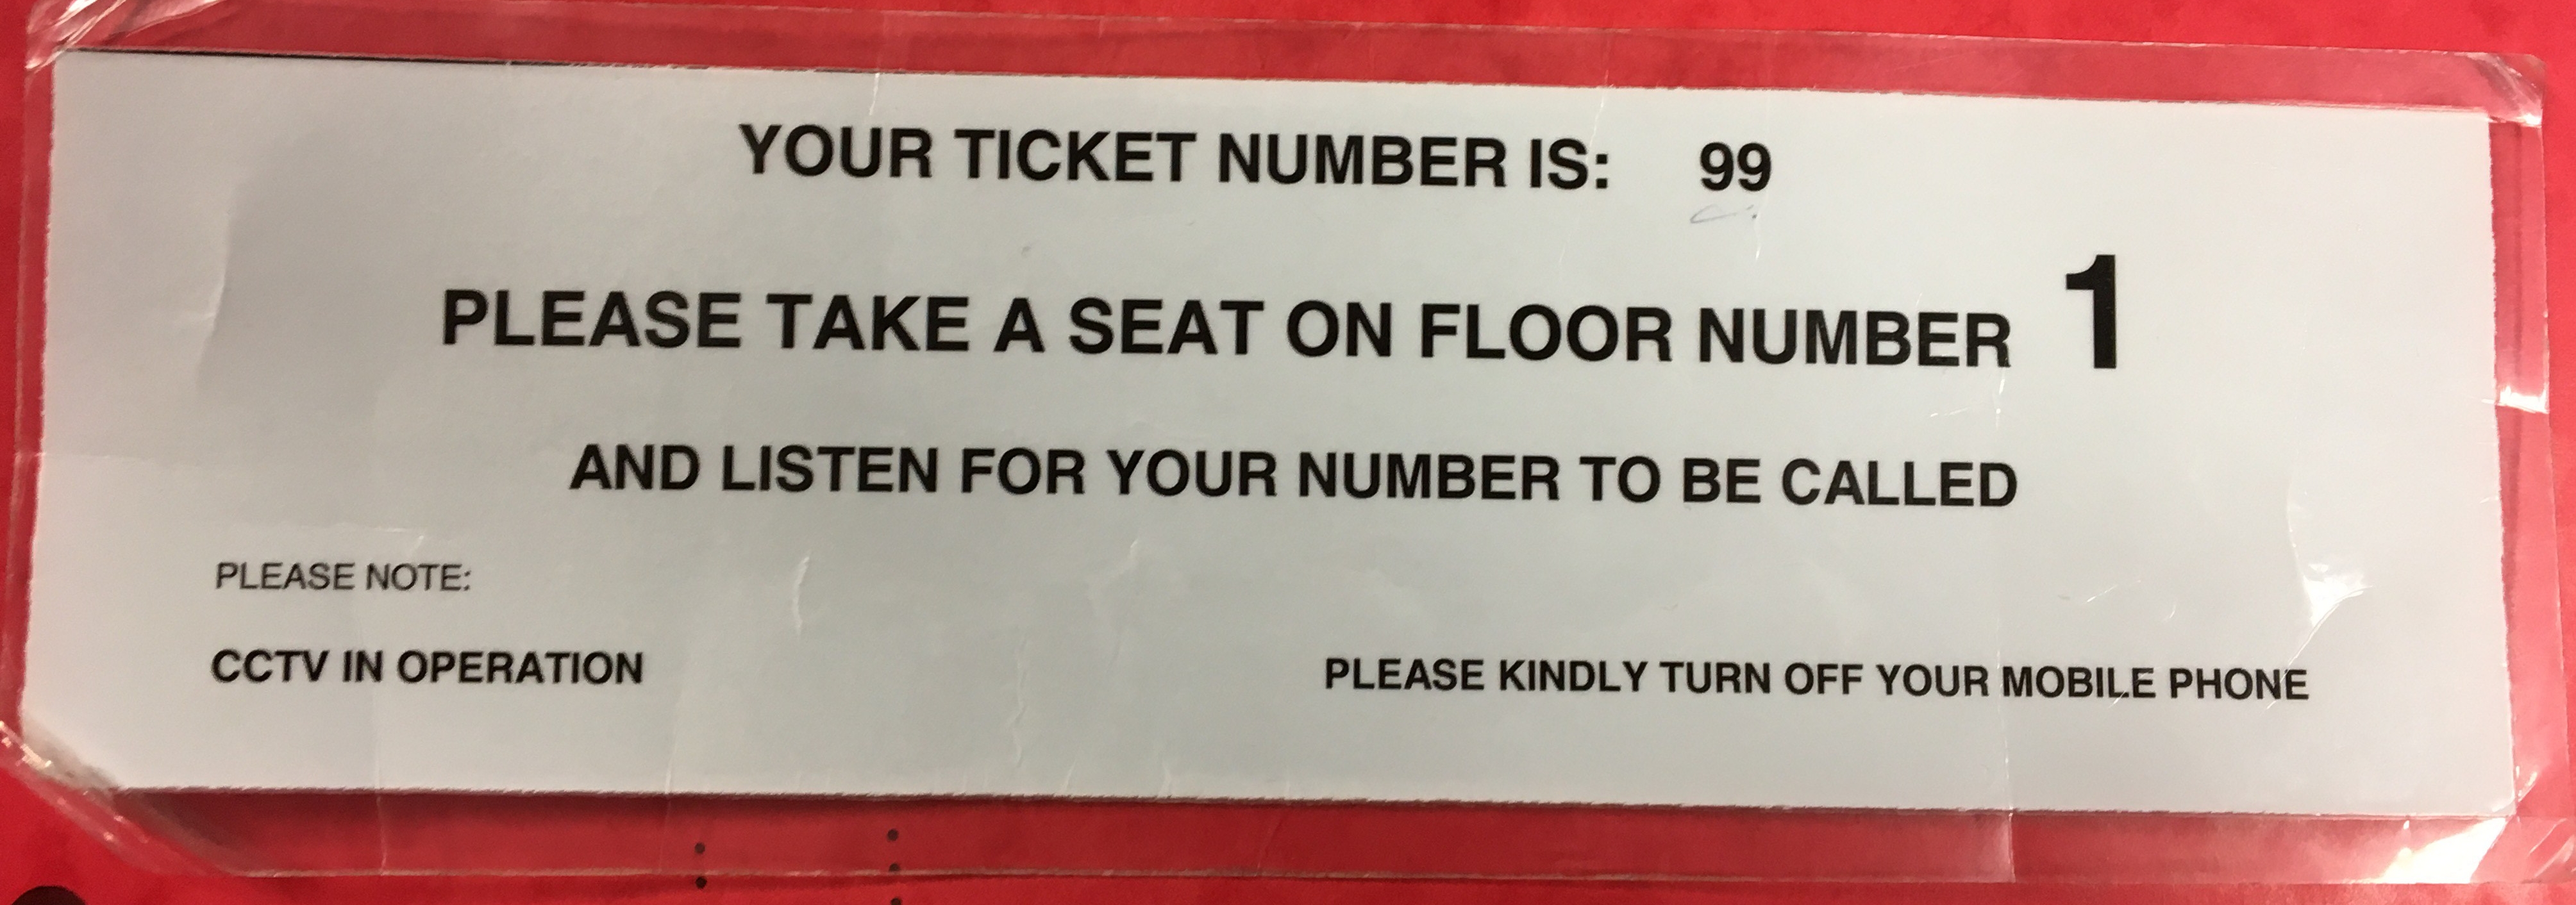 YOUR TICKET NUMBER IS: 99
PLEASE TAKE A SEAT ON FLOOR NUMBER 1
AND LISTEN FOR YOUR NUMBER TO BE CALLED
PLEASE NOTE:
CCTV IN OPERATION
PLEASE KINDLY TURN OFF YOUR MOBILE PHONE